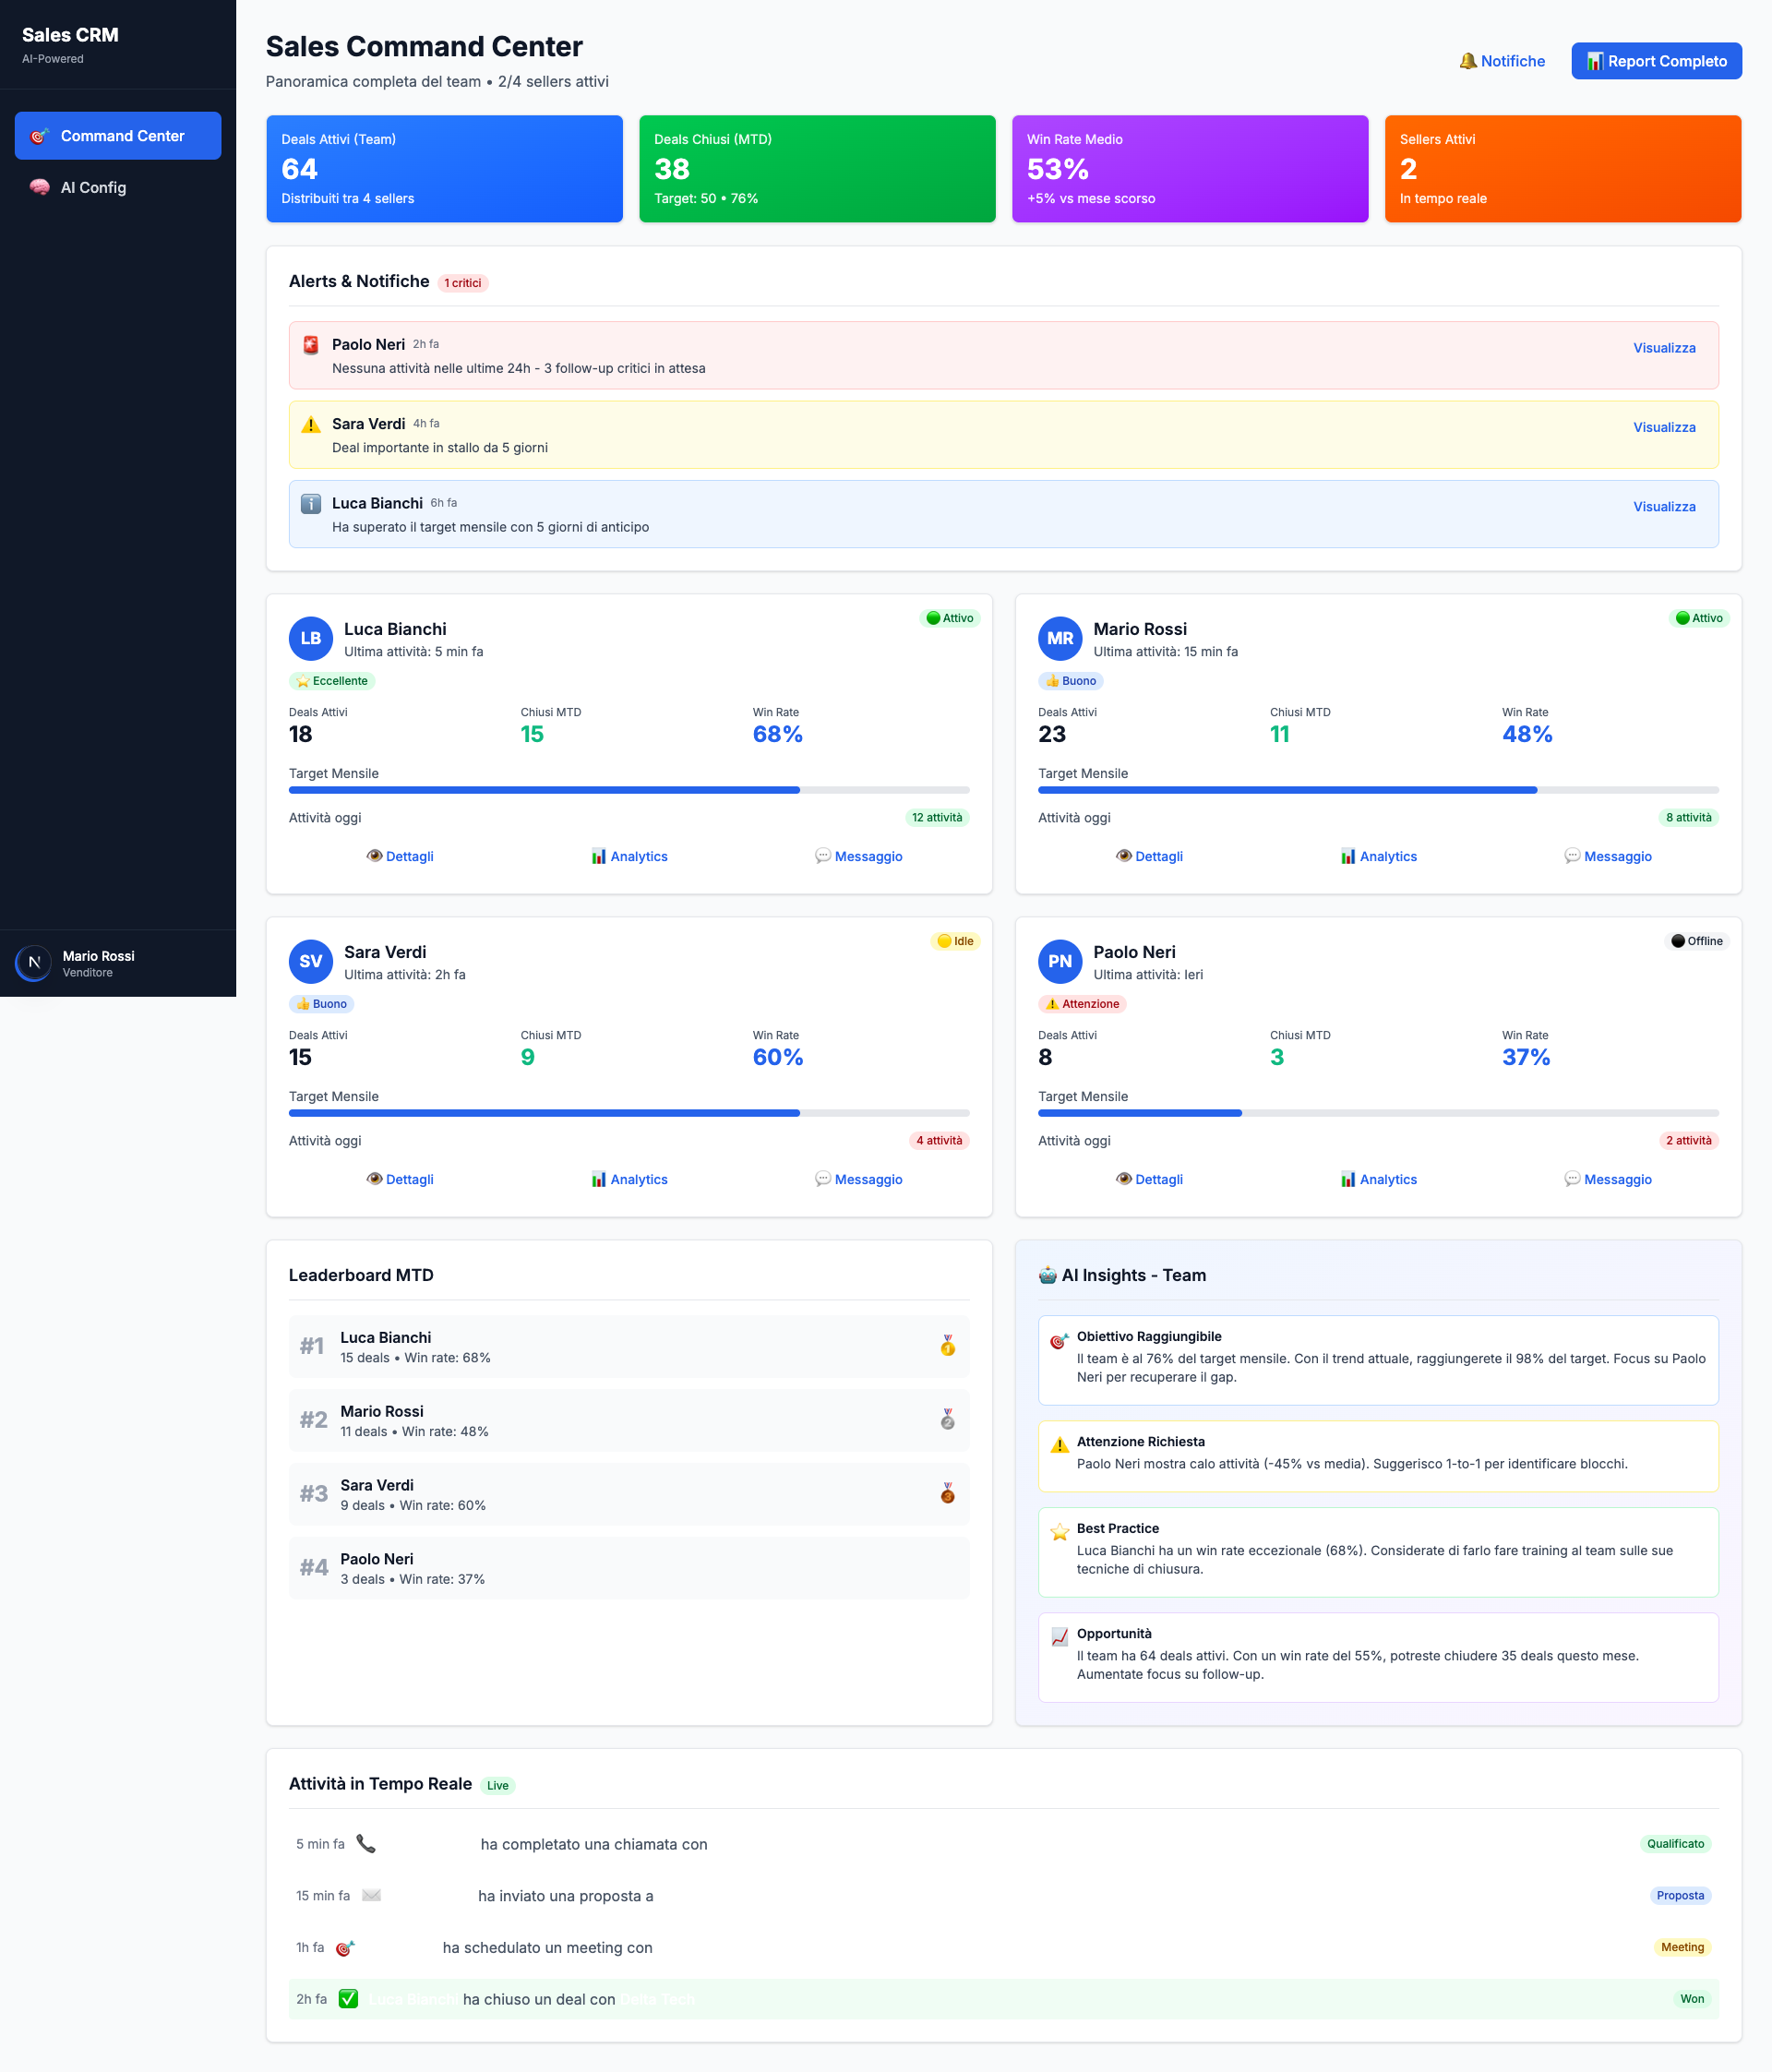 Sales CRM
AI-Powered
🎯 Command Center
🧠 AI Config
Mario Rossi
Venditore
Sales Command Center
Panoramica completa del team • 2/4 sellers attivi
🔔 Notifiche
📊 Report Completo
Deals Attivi (Team)
64
Distribuiti tra 4 sellers
Deals Chiusi (MTD)
38
Target: 50 • 76%
Win Rate Medio
53%
+5% vs mese scorso
Sellers Attivi
2
In tempo reale
Alerts & Notifiche 1 critici
Paolo Neri 2h fa
Nessuna attività nelle ultime 24h - 3 follow-up critici in attesa
Visualizza
Sara Verdi 4h fa
Deal importante in stallo da 5 giorni
Visualizza
Luca Bianchi 6h fa
Ha superato il target mensile con 5 giorni di anticipo
Visualizza
LB
Luca Bianchi
Ultima attività: 5 min fa
Attivo
Eccellente
Deals Attivi Chiusi MTD Win Rate
18 15 68%
Target Mensile
Attività oggi 12 attività
Dettagli Analytics Messaggio
MR
Mario Rossi
Ultima attività: 15 min fa
Attivo
Buono
Deals Attivi Chiusi MTD Win Rate
23 11 48%
Target Mensile
Attività oggi 8 attività
Dettagli Analytics Messaggio
SV
Sara Verdi
Ultima attività: 2h fa
Idle
Buono
Deals Attivi Chiusi MTD Win Rate
15 9 60%
Target Mensile
Attività oggi 4 attività
Dettagli Analytics Messaggio
PN
Paolo Neri
Ultima attività: Ieri
Offline
Attenzione
Deals Attivi Chiusi MTD Win Rate
8 3 37%
Target Mensile
Attività oggi 2 attività
Dettagli Analytics Messaggio
Leaderboard MTD
#1
Luca Bianchi
15 deals • Win rate: 68%
#2
Mario Rossi
11 deals • Win rate: 48%
#3
Sara Verdi
9 deals • Win rate: 60%
#4
Paolo Neri
3 deals • Win rate: 37%
AI Insights - Team
Obiettivo Raggiungibile
Il team è al 76% del target mensile. Con il trend attuale, raggiungerete il 98% del target. Focus su Paolo
Neri per recuperare il gap.
Attenzione Richiesta
Paolo Neri mostra calo attività (-45% vs media). Suggerisco 1-to-1 per identificare blocchi.
Best Practice
Luca Bianchi ha un win rate eccezionale (68%). Considerate di farlo fare training al team sulle sue
tecniche di chiusura.
Opportunità
Il team ha 64 deals attivi. Con un win rate del 55%, potreste chiudere 35 deals questo mese.
Aumentate focus su follow-up.
Attività in Tempo Reale Live
5 min fa ha completato una chiamata con Qualificato
15 min fa ha inviato una proposta a Proposta
1h fa ha schedulato un meeting con Meeting
2h fa Luca Bianchi ha chiuso un deal con Delta Tech Won